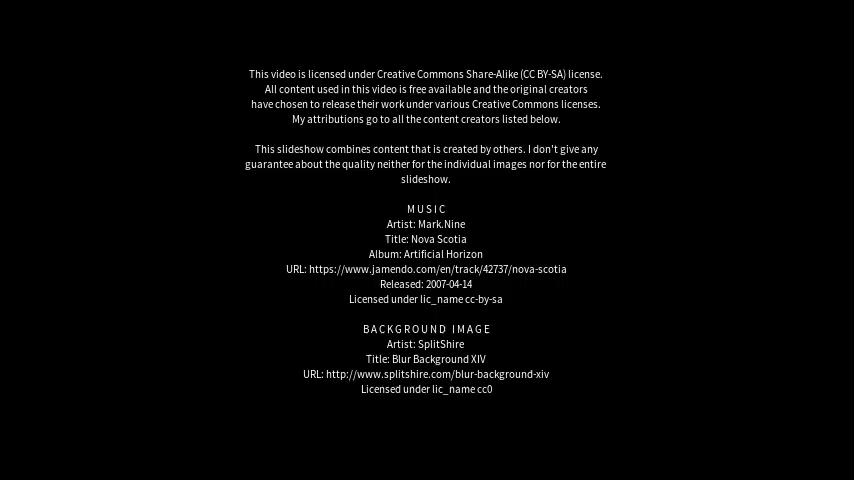 This video is licensed under Creative Commons Share-Alike (CC BY-SA) license.
All content used in this video is free available and the original creators
have chosen to release their work under various Creative Commons licenses.
My attributions go to all the content creators listed below.
This slideshow combines content that is created by others. I don't give any
guarantee about the quality neither for the individual images nor for the entire
slideshow.
MUSIC
Artist: Mark.Nine
Title: Nova Scotia
Album: Artificial Horizon
URL: https://www.jamendo.com/en/track/42737/nova-scotia
Released: 2007-04-14
Licensed under lic_name cc-by-sa
BACKGROUND IMAGE
Artist: SplitShire
Title: Blur Background XIV
URL: http://www.splitshire.com/blur-background-xiv
Licensed under lic_name cc0